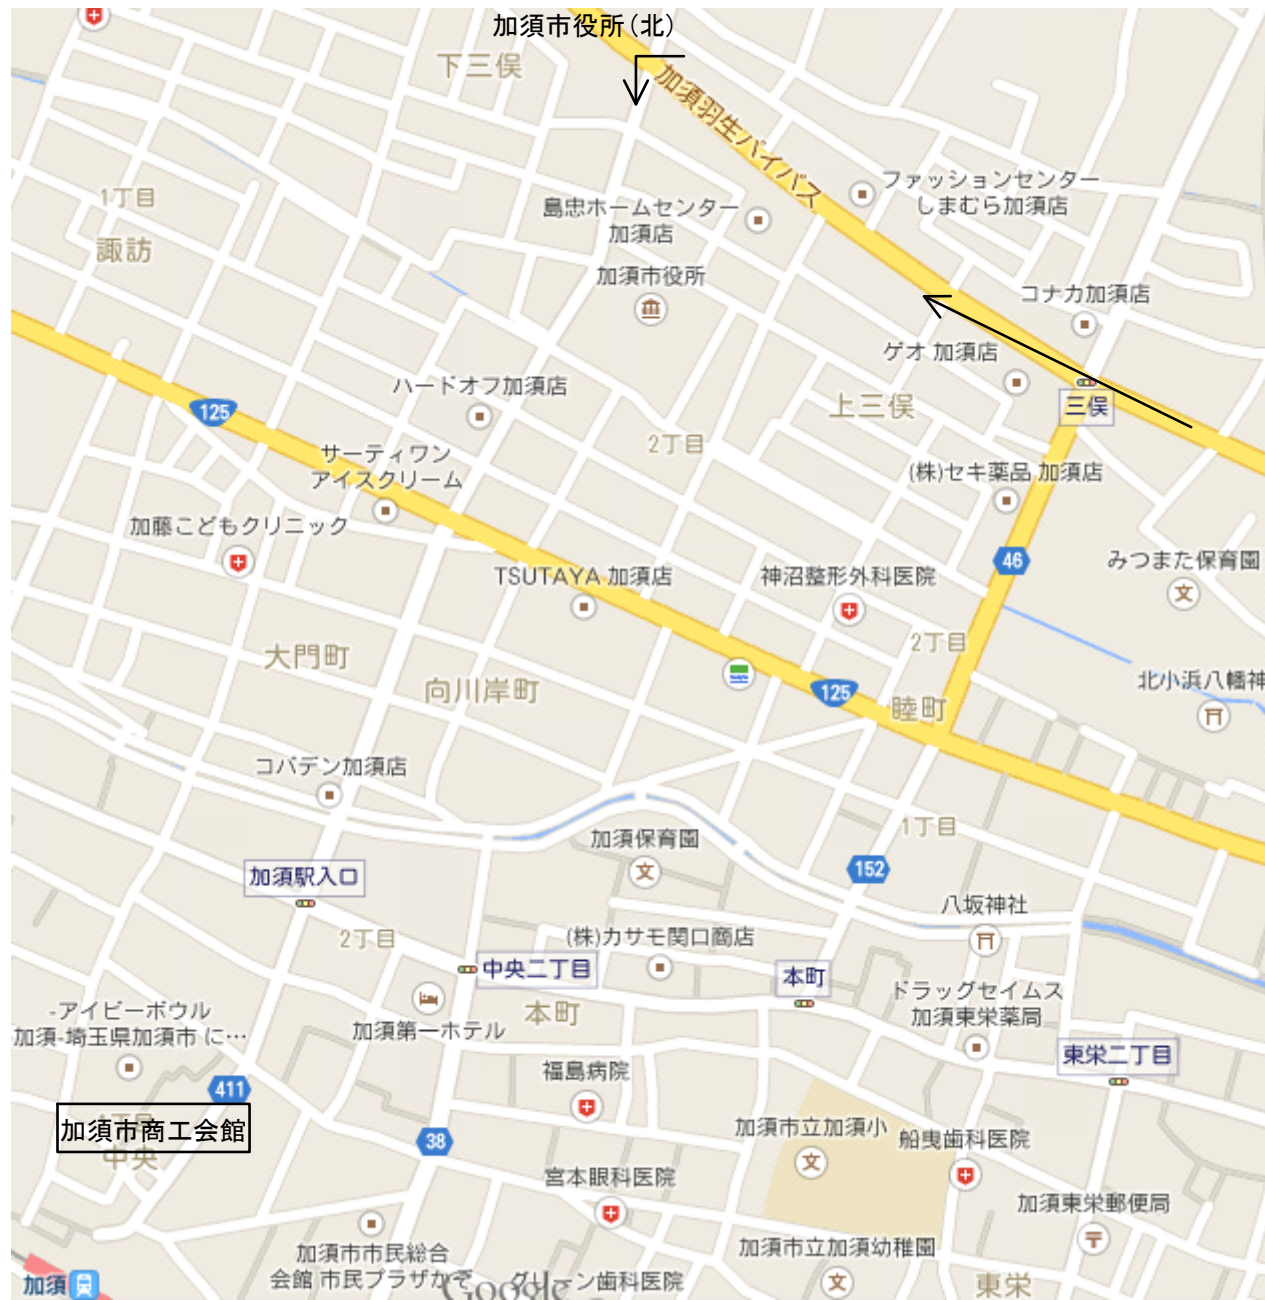 加須市役所(北)
下三俣
加須羽生バイパス
1丁目
諏訪
ファッションセンター
しまむら加須店
島忠ホームセンター
加須店
加須市役所
コナカ加須店
ゲオ 加須店
三俣
ハードオフ加須店
上三俣
125
2丁目
サーティワン
アイスクリーム
(株)セキ薬品 加須店
加藤こどもクリニック
46
みつまた保育園
TSUTAYA 加須店
神沼整形外科医院
2丁目
大門町
向川岸町
125
睦町
北小浜八幡神
コバデン加須店
1丁目
加須保育園
152
加須駅入口
八坂神社
2丁目
(株)カサモ関口商店
中央二丁目
本町
ドラッグセイムス
加須東栄薬局
-アイビーボウル
加須-埼玉県加須市 に…
加須第一ホテル
本町
東栄二丁目
福島病院
411
加須市商工会館
1丁目
中央
38
加須市立加須小
船曳歯科医院
宮本眼科医院
加須東栄郵便局
加須市市民総合
会館 市民プラザかぞ
加須市立加須幼稚園
加須
Google
グリーン歯科医院
東栄